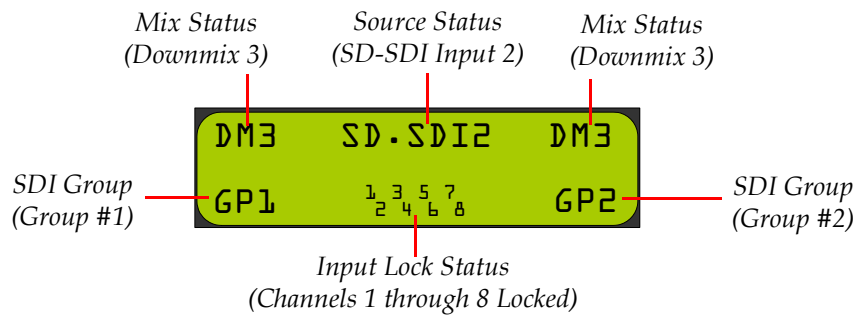 Mix Status
(Downmix 3)
Source Status
(SD-SDI Input 2)
Mix Status
(Downmix 3)
DM3 SD.SDI2 DM3
SDI Group
(Group #1)
GP1 1 2 3 4 5 6 7 8 GP2
SDI Group
(Group #2)
Input Lock Status
(Channels 1 through 8 Locked)